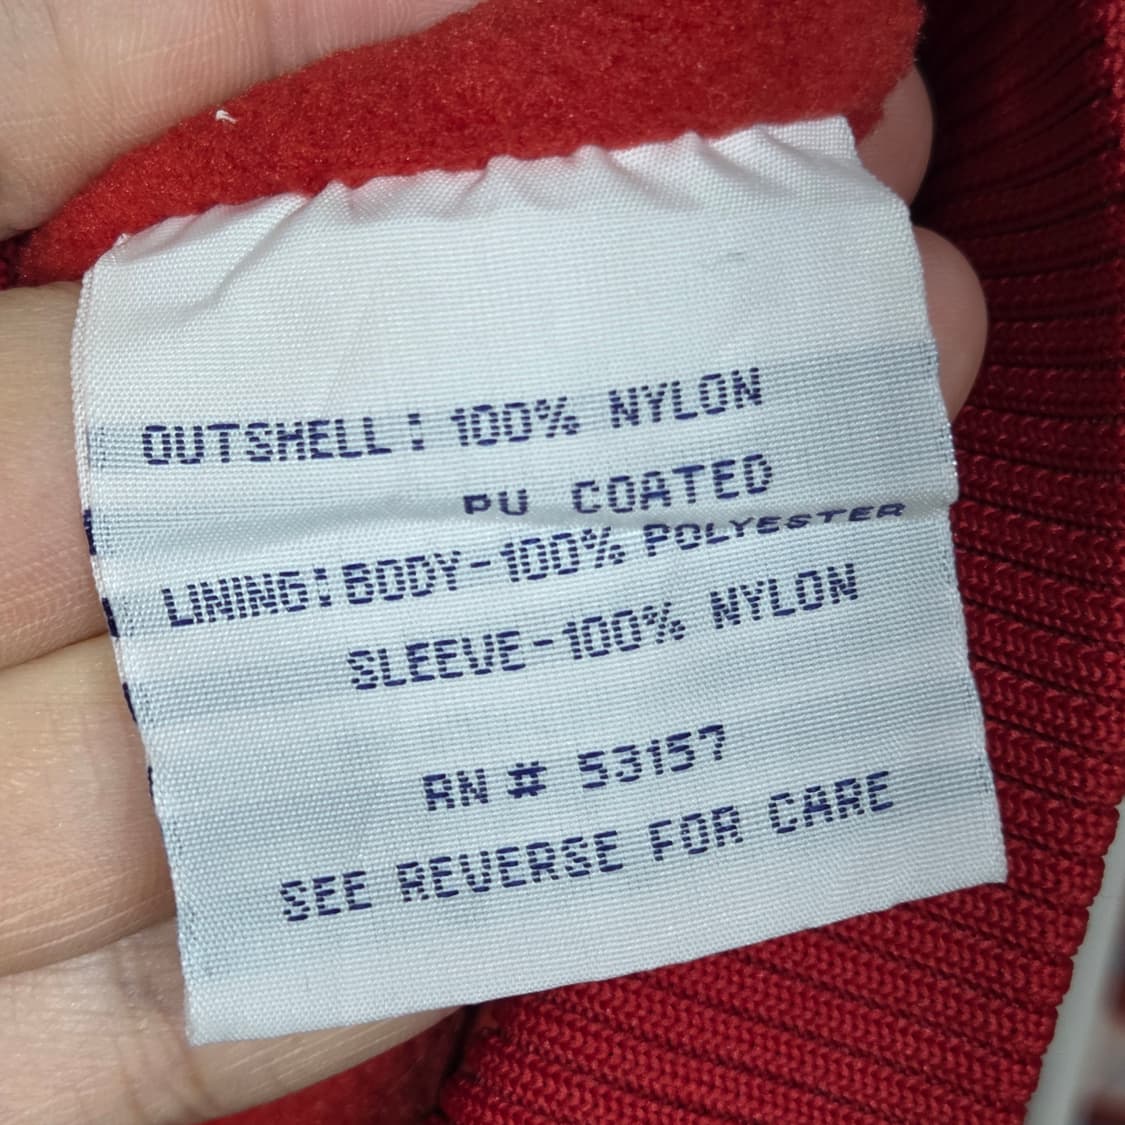 OUTSHELL: 100% NYLON
PU COATED
LINING: BODY-100% POLYESTER
SLEEVE-100% NYLON
RN # 53157
SEE REVERSE FOR CARE